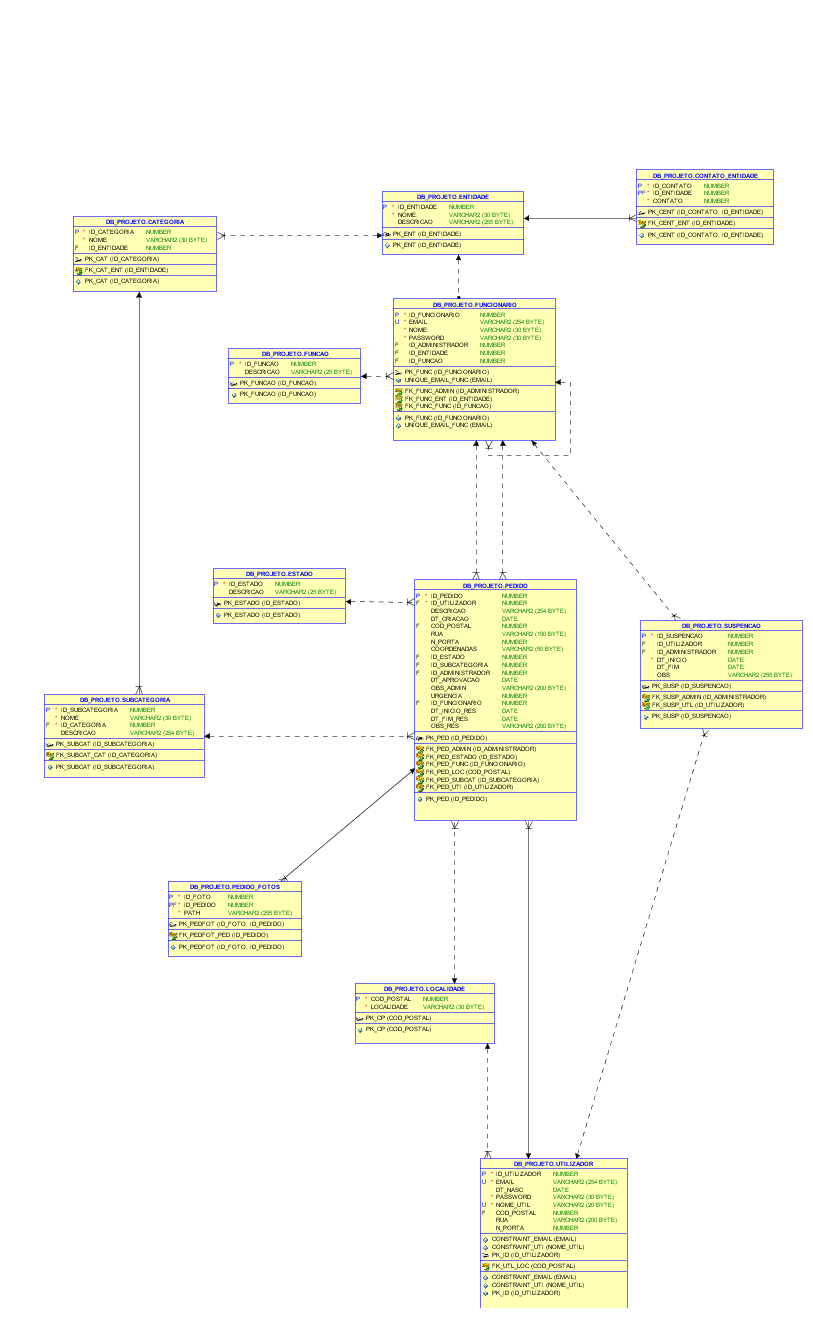 DB_PROJETO.CONTATO_ENTIDADE
P * ID_CONTATO NUMBER
PF * ID_ENTIDADE NUMBER
* CONTATO NUMBER
PK_CENT (ID_CONTATO, ID_ENTIDADE)
FK_CENT_ENT (ID_ENTIDADE)
PK_CENT (ID_CONTATO, ID_ENTIDADE)
DB_PROJETO.ENTIDADE
P * ID_ENTIDADE NUMBER
* NOME VARCHAR2 (30 BYTE)
DESCRICAO VARCHAR2 (255 BYTE)
PK_ENT (ID_ENTIDADE)
PK_ENT (ID_ENTIDADE)
DB_PROJETO.CATEGORIA
P * ID_CATEGORIA NUMBER
* NOME VARCHAR2 (30 BYTE)
F ID_ENTIDADE NUMBER
PK_CAT (ID_CATEGORIA)
FK_CAT_ENT (ID_ENTIDADE)
PK_CAT (ID_CATEGORIA)
DB_PROJETO.FUNCIONARIO
P * ID_FUNCIONARIO NUMBER
U * EMAIL VARCHAR2 (254 BYTE)
* NOME VARCHAR2 (30 BYTE)
* PASSWORD VARCHAR2 (30 BYTE)
F ID_ADMINISTRADOR NUMBER
F ID_ENTIDADE NUMBER
F ID_FUNCAO NUMBER
PK_FUNC (ID_FUNCIONARIO)
UNIQUE_EMAIL_FUNC (EMAIL)
FK_FUNC_ADMIN (ID_ADMINISTRADOR)
FK_FUNC_ENT (ID_ENTIDADE)
FK_FUNC_FUNC (ID_FUNCAO)
PK_FUNC (ID_FUNCIONARIO)
UNIQUE_EMAIL_FUNC (EMAIL)
DB_PROJETO.FUNCAO
P * ID_FUNCAO NUMBER
DESCRICAO VARCHAR2 (25 BYTE)
PK_FUNCAO (ID_FUNCAO)
PK_FUNCAO (ID_FUNCAO)
DB_PROJETO.ESTADO
P * ID_ESTADO NUMBER
DESCRICAO VARCHAR2 (25 BYTE)
PK_ESTADO (ID_ESTADO)
PK_ESTADO (ID_ESTADO)
DB_PROJETO.PEDIDO
P * ID_PEDIDO NUMBER
F * ID_UTILIZADOR NUMBER
DESCRICAO VARCHAR2 (254 BYTE)
DT_CRIACAO DATE
F COD_POSTAL NUMBER
RUA VARCHAR2 (150 BYTE)
N_PORTA NUMBER
COORDENADAS VARCHAR2 (50 BYTE)
F ID_ESTADO NUMBER
F ID_SUBCATEGORIA NUMBER
F ID_ADMINISTRADOR NUMBER
DT_APROVACAO DATE
OBS_ADMIN VARCHAR2 (200 BYTE)
URGÊNCIA NUMBER
F ID_FUNCIONARIO NUMBER
DT_INICIO_RES DATE
DT_FIM_RES DATE
OBS_RES VARCHAR2 (200 BYTE)
PK_PED (ID_PEDIDO)
FK_PED_ADMIN (ID_ADMINISTRADOR)
FK_PED_ESTADO (ID_ESTADO)
FK_PED_FUNC (ID_FUNCIONARIO)
FK_PED_LOC (COD_POSTAL)
FK_PED_SUBCAT (ID_SUBCATEGORIA)
FK_PED_UTI (ID_UTILIZADOR)
PK_PED (ID_PEDIDO)
DB_PROJETO.SUSPENCAO
P * ID_SUSPENCAO NUMBER
F ID_UTILIZADOR NUMBER
F ID_ADMINISTRADOR NUMBER
* DT_INICIO DATE
DT_FIM DATE
OBS VARCHAR2 (255 BYTE)
PK_SUSP (ID_SUSPENCAO)
FK_SUSP_ADMIN (ID_ADMINISTRADOR)
FK_SUSP_UTL (ID_UTILIZADOR)
PK_SUSP (ID_SUSPENCAO)
DB_PROJETO.SUBCATEGORIA
P * ID_SUBCATEGORIA NUMBER
* NOME VARCHAR2 (30 BYTE)
F * ID_CATEGORIA NUMBER
DESCRICAO VARCHAR2 (254 BYTE)
PK_SUBCAT (ID_SUBCATEGORIA)
FK_SUBCAT_CAT (ID_CATEGORIA)
PK_SUBCAT (ID_SUBCATEGORIA)
DB_PROJETO.PEDIDO_FOTOS
P * ID_FOTO NUMBER
PF * ID_PEDIDO NUMBER
* PATH VARCHAR2 (255 BYTE)
PK_PEDFOT (ID_FOTO, ID_PEDIDO)
FK_PEDFOT_PED (ID_PEDIDO)
PK_PEDFOT (ID_FOTO, ID_PEDIDO)
DB_PROJETO.LOCALIDADE
P * COD_POSTAL NUMBER
* LOCALIDADE VARCHAR2 (30 BYTE)
PK_CP (COD_POSTAL)
PK_CP (COD_POSTAL)
DB_PROJETO.UTILIZADOR
P * ID_UTILIZADOR NUMBER
U * EMAIL VARCHAR2 (254 BYTE)
DT_NASC DATE
* PASSWORD VARCHAR2 (30 BYTE)
U * NOME_UTIL VARCHAR2 (20 BYTE)
F COD_POSTAL NUMBER
RUA VARCHAR2 (200 BYTE)
N_PORTA NUMBER
CONSTRAINT_EMAIL (EMAIL)
CONSTRAINT_UTI (NOME_UTIL)
PK_ID (ID_UTILIZADOR)
FK_UTL_LOC (COD_POSTAL)
CONSTRAINT_EMAIL (EMAIL)
CONSTRAINT_UTI (NOME_UTIL)
PK_ID (ID_UTILIZADOR)